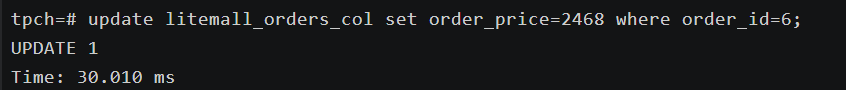 tpch=# update litemall_orders_col set order_price=2468 where order_id=6;
UPDATE 1
Time: 30.010 ms